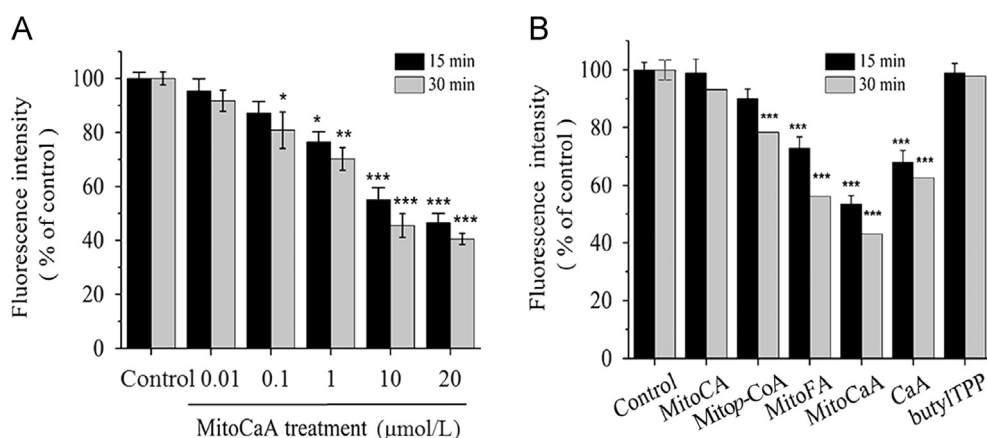 A
Fluorescence intensity
( % of control )
100
80
60
40
20
0
15 min
30 min
*
*
**
***
***
***
***
Control 0.01 0.1 1 10 20
MitoCaA treatment (μmol/L)
B
Fluorescence intensity
( % of control )
100
80
60
40
20
0
15 min
30 min
***
***
***
***
***
***
***
Control
MitoCA
Mitop-CoA
MitoFA
MitoCaA
CaA
butylTPP